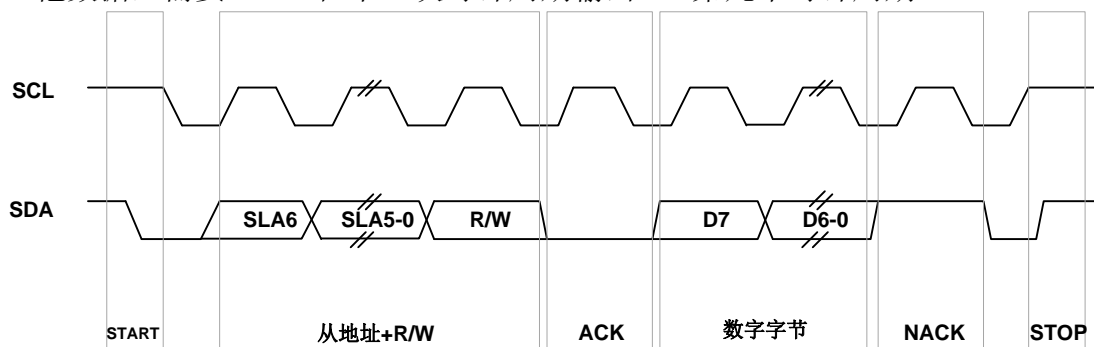 SCL
SDA
SLA6 SLA5-0 R/W D7 D6-0
START 从地址+R/W ACK 数字字节 NACK STOP